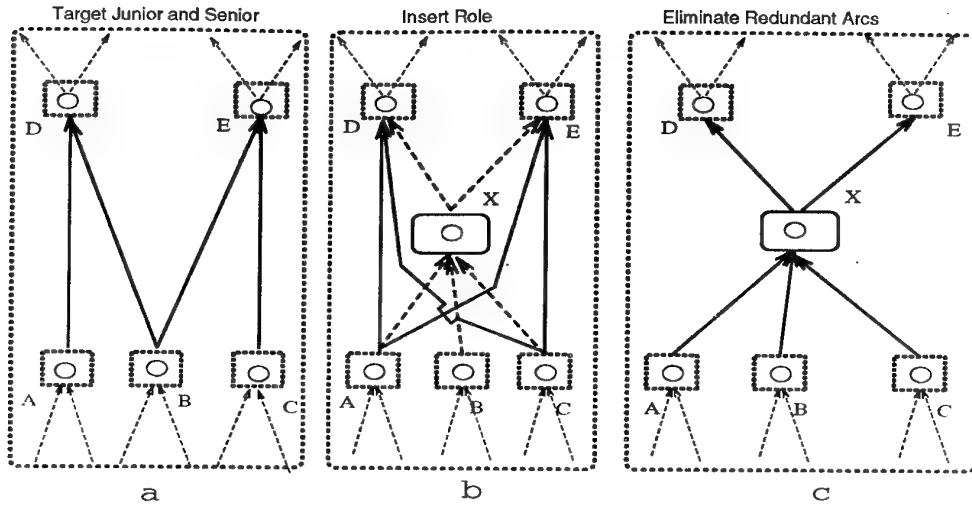 Target Junior and Senior
Insert Role
Eliminate Redundant Arcs
D
E
D
E
D
E
X
X
A
B
C
A
B
C
A
B
C
a
b
c